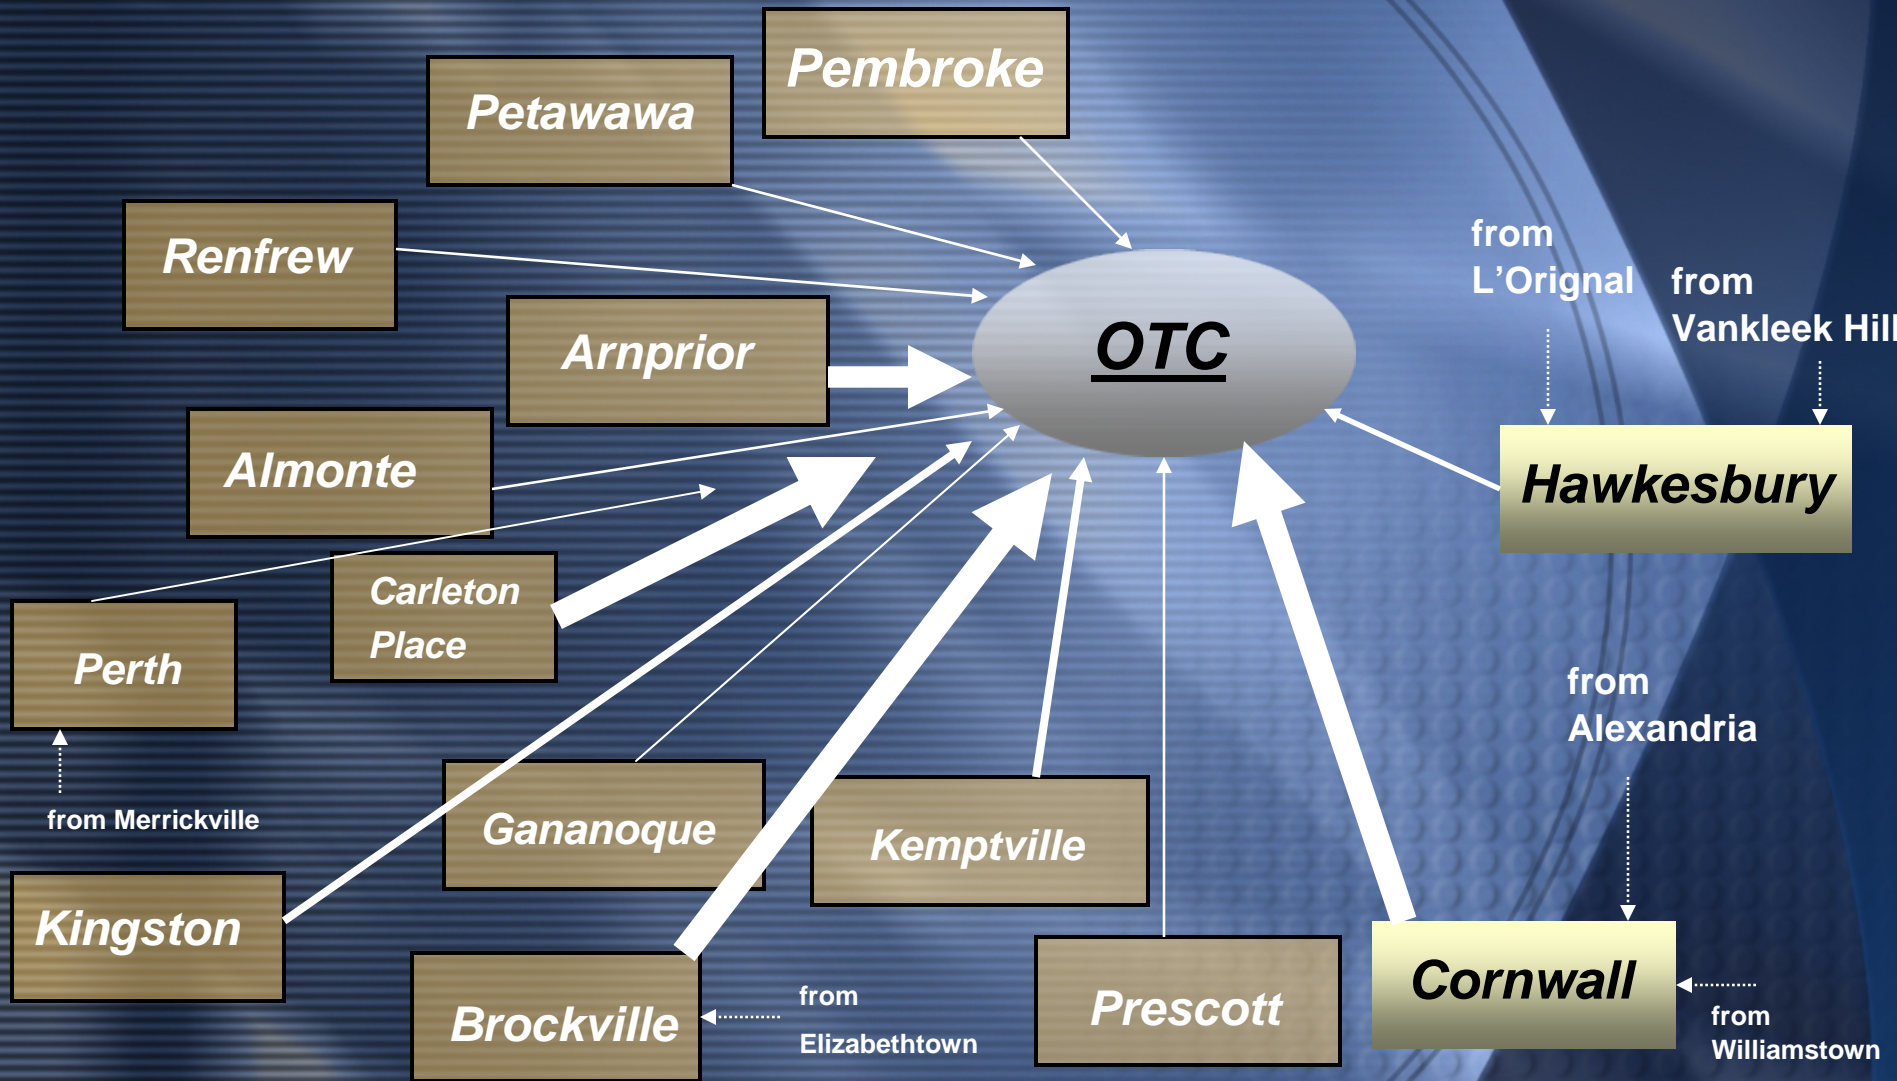 Pembroke
Petawawa
Renfrew
from
L’Orignal
from
Vankleek Hill
Arnprior
OTC
Almonte
Hawkesbury
Carleton
Place
Perth
from
Alexandria
from Merrickville
Gananoque
Kemptville
Kingston
Cornwall
Brockville
from
Elizabethtown
Prescott
from
Williamstown